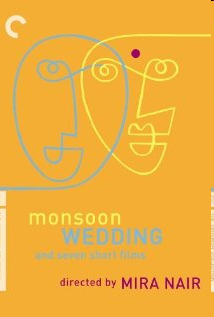 monsoon
WEDDING
and seven short films
directed by MIRA NAIR